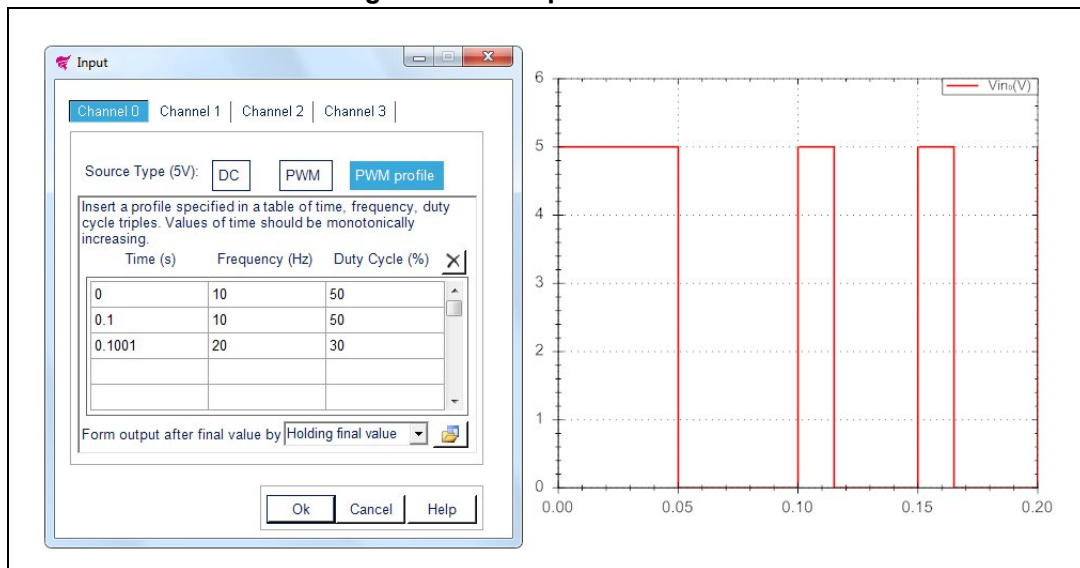 Input
Channel 0 Channel 1 Channel 2 Channel 3
Source Type (5V): DC PWM PWM profile
Insert a profile specified in a table of time, frequency, duty
cycle triples. Values of time should be monotonically
increasing.
Time (s) Frequency (Hz) Duty Cycle (%)
0 10 50
0.1 10 50
0.1001 20 30
Form output after final value by Holding final value
Ok Cancel Help
Vin₀(V)
6
5
4
3
2
1
0
0.00 0.05 0.10 0.15 0.20